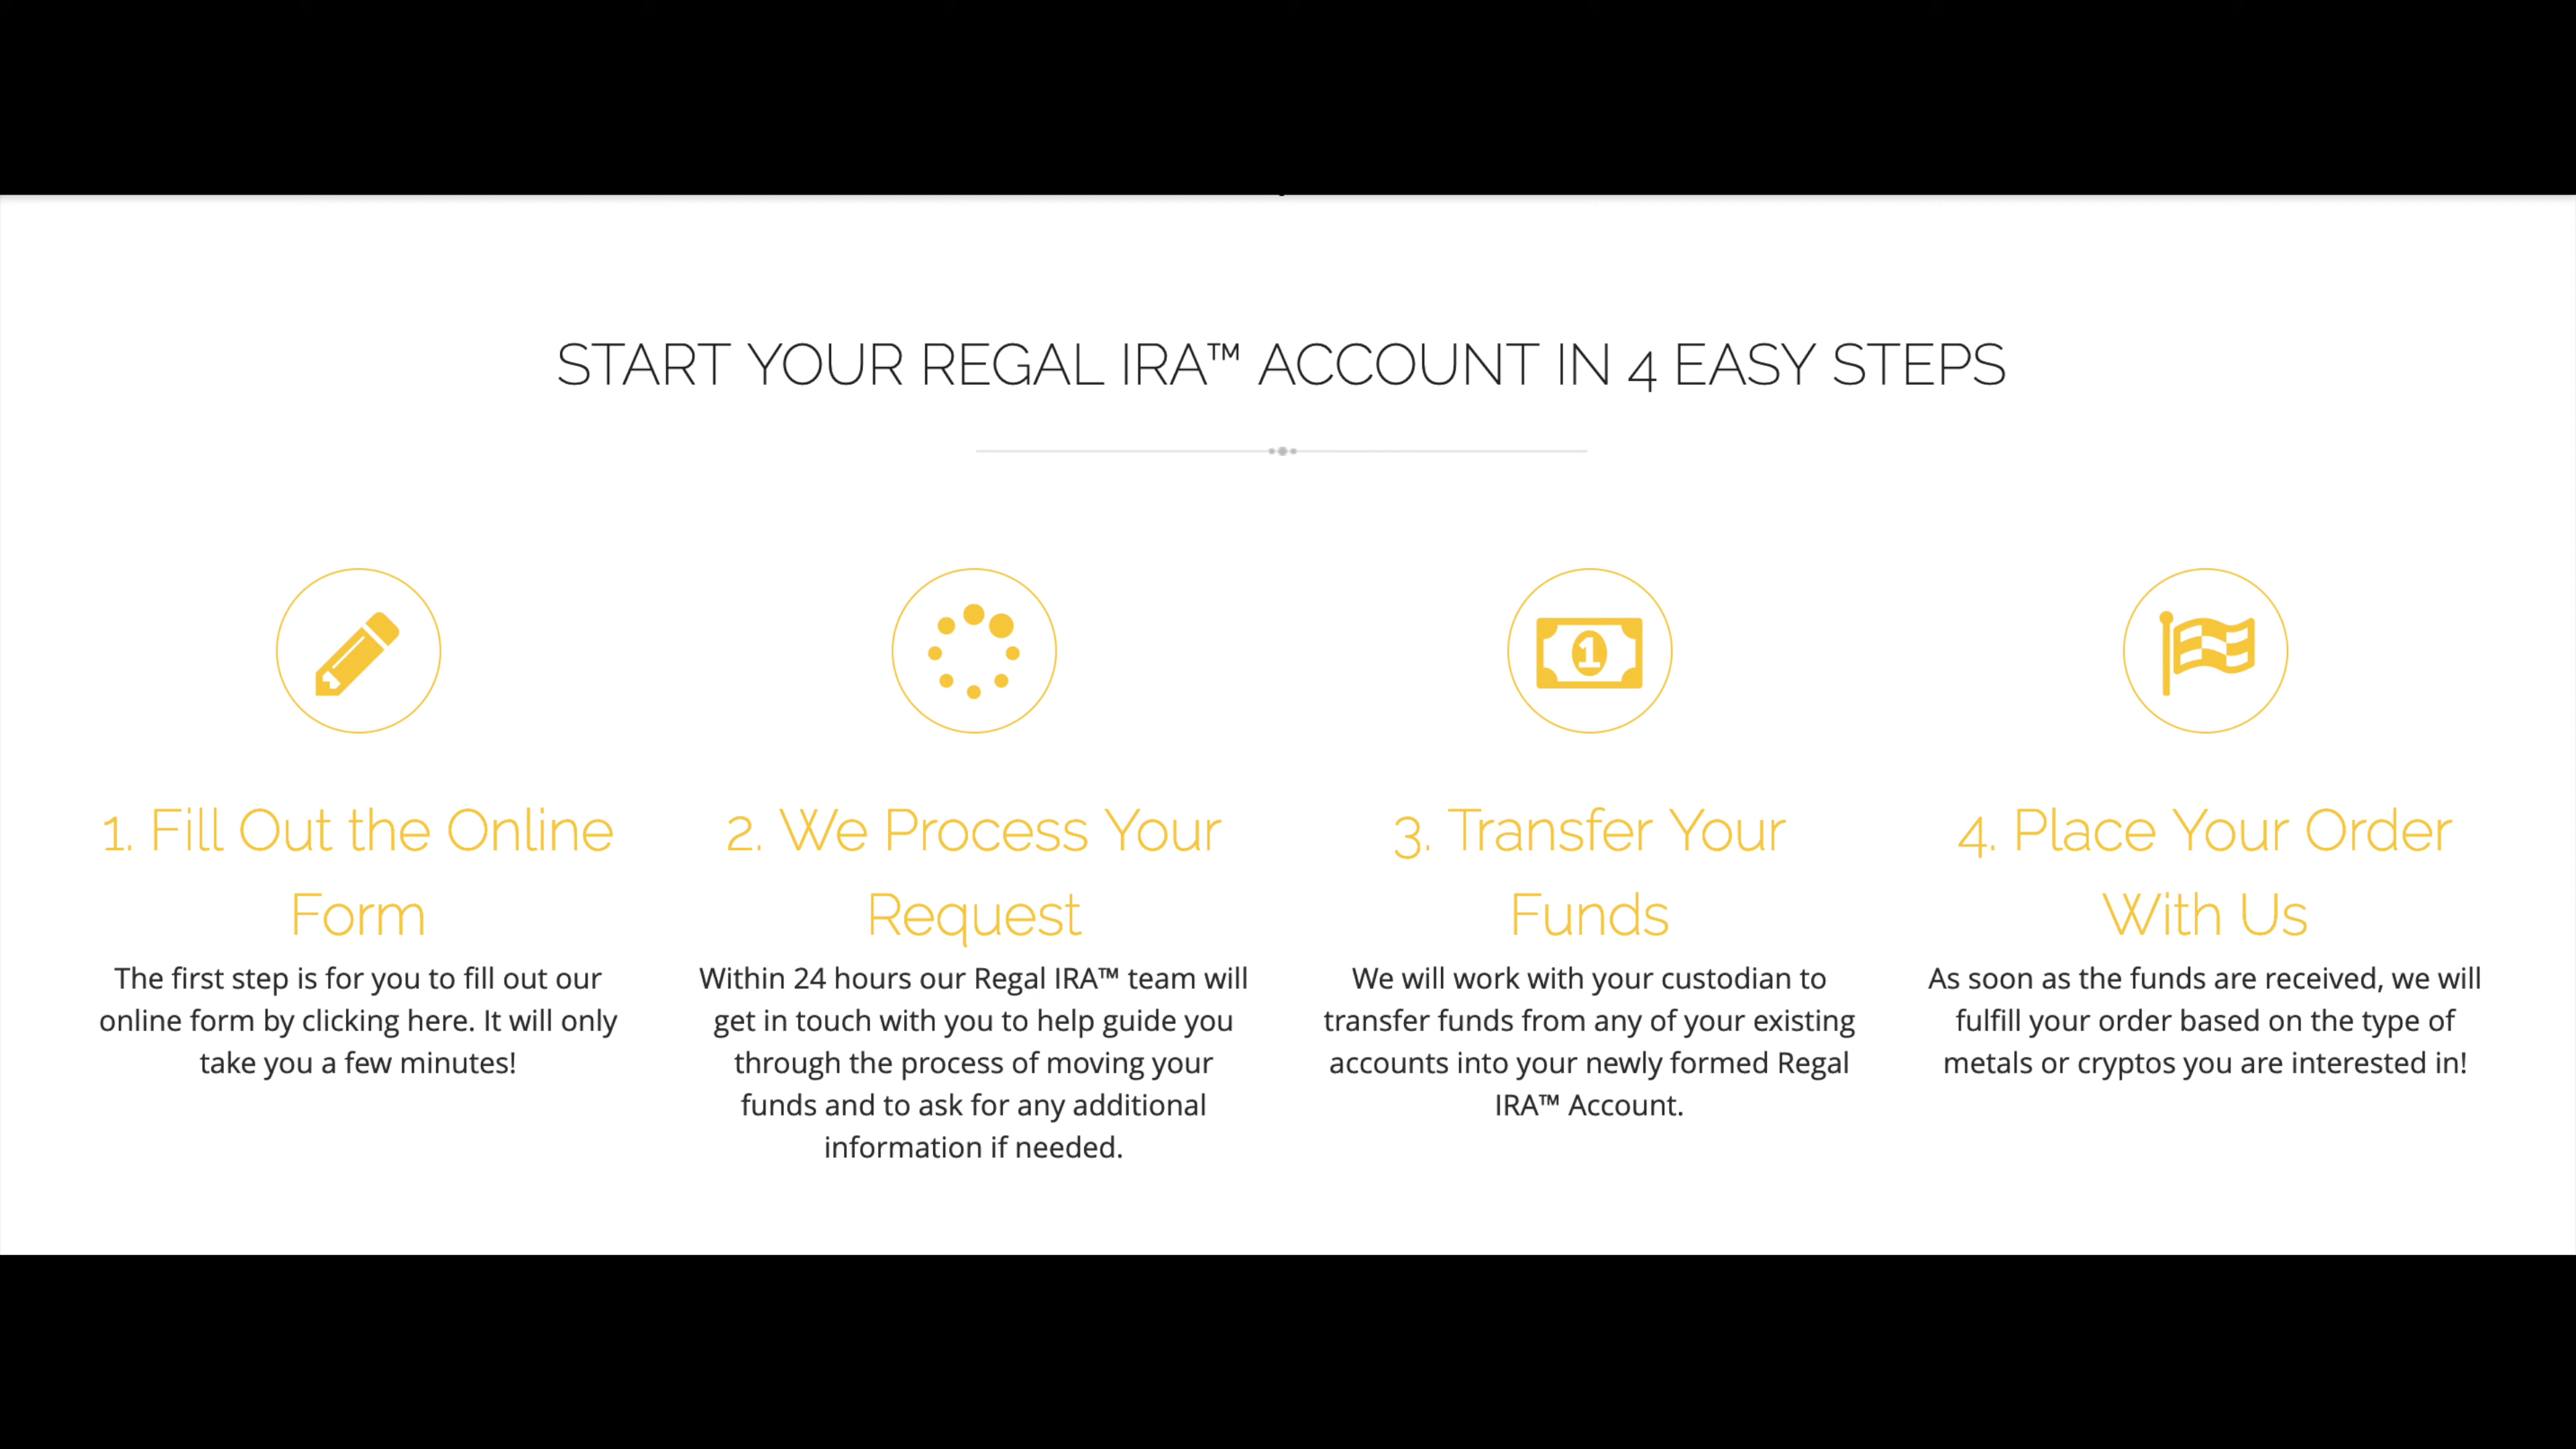 START YOUR REGAL IRA™ ACCOUNT IN 4 EASY STEPS
1. Fill Out the Online
Form
The first step is for you to fill out our
online form by clicking here. It will only
take you a few minutes!
2. We Process Your
Request
Within 24 hours our Regal IRA™ team will
get in touch with you to help guide you
through the process of moving your
funds and to ask for any additional
information if needed.
1
3. Transfer Your
Funds
We will work with your custodian to
transfer funds from any of your existing
accounts into your newly formed Regal
IRA™ Account.
4. Place Your Order
With Us
As soon as the funds are received, we will
fulfill your order based on the type of
metals or cryptos you are interested in!